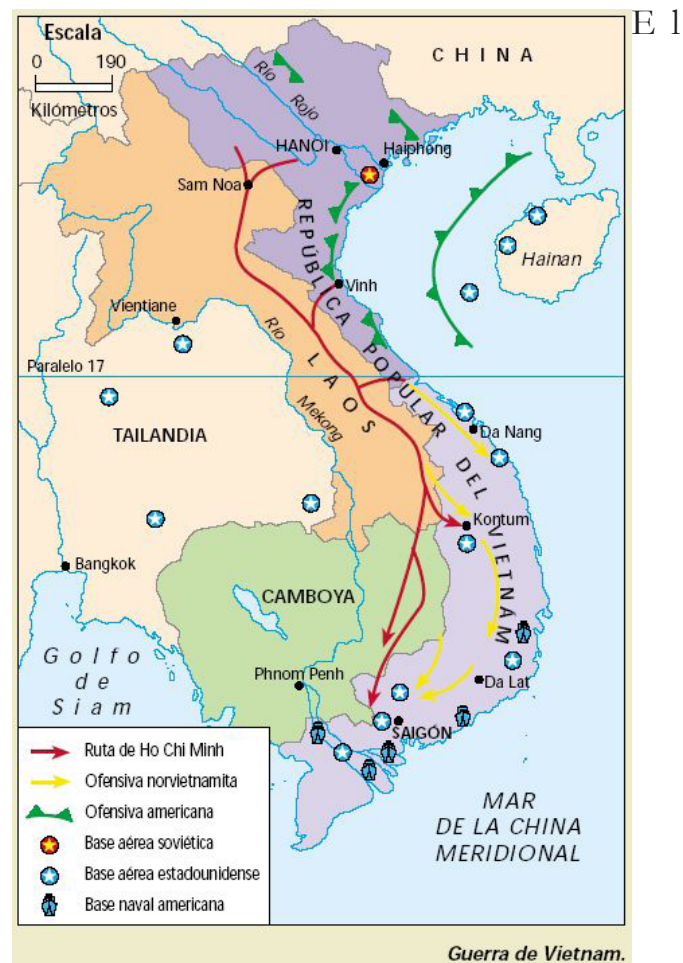 E l
Escala
0 190
Kilómetros
CHINA
Río Rojo
HANOI
Haiphong
Sam Noa
Hainan
REPÚBLICA POPULAR DEL VIETNAM
Vinh
Vientiane
Río Mekong
LAOS
Paralelo 17
TAILANDIA
Da Nang
Kontum
Bangkok
CAMBOYA
Golfo
de
Siam
Phnom Penh
Da Lat
SAIGÓN
Ruta de Ho Chi Minh
Ofensiva norvietnamita
Ofensiva americana
Base aérea soviética
Base aérea estadounidense
Base naval americana
MAR
DE LA CHINA
MERIDIONAL
Guerra de Vietnam.